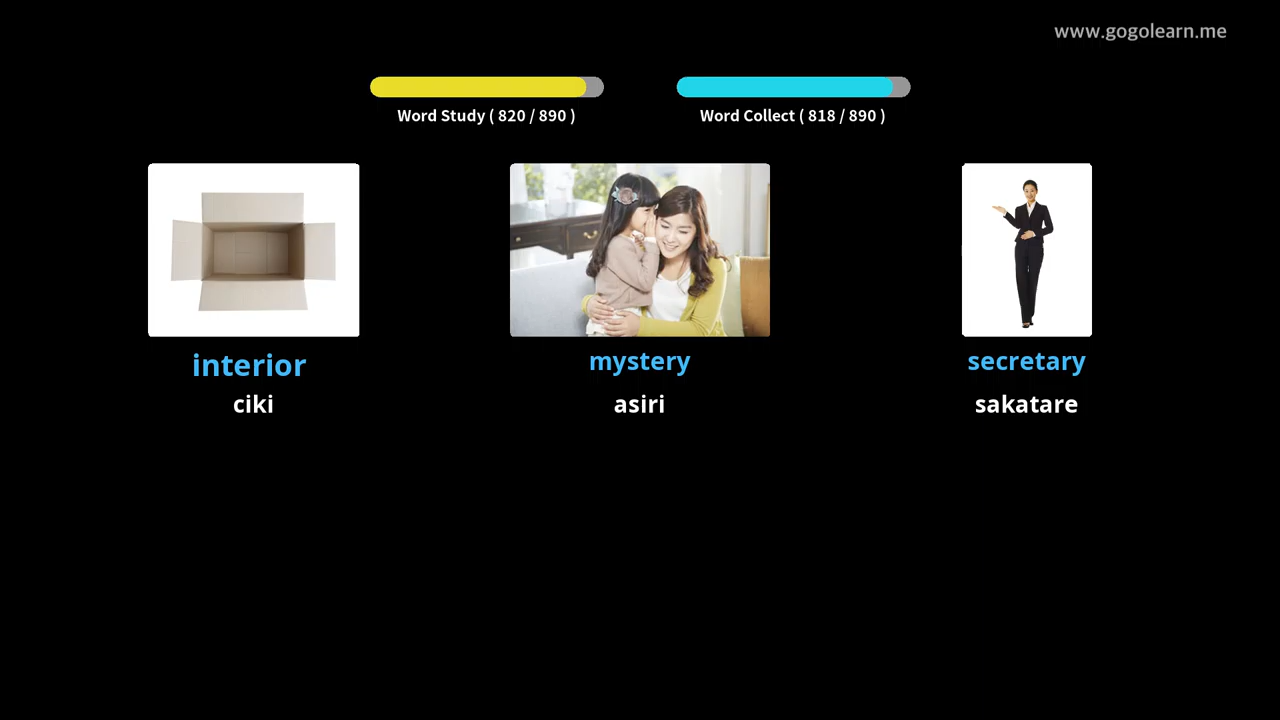 www.gogolearn.me
Word Study ( 820 / 890 )
Word Collect ( 818 / 890 )
interior
mystery
secretary
ciki
asiri
sakatare